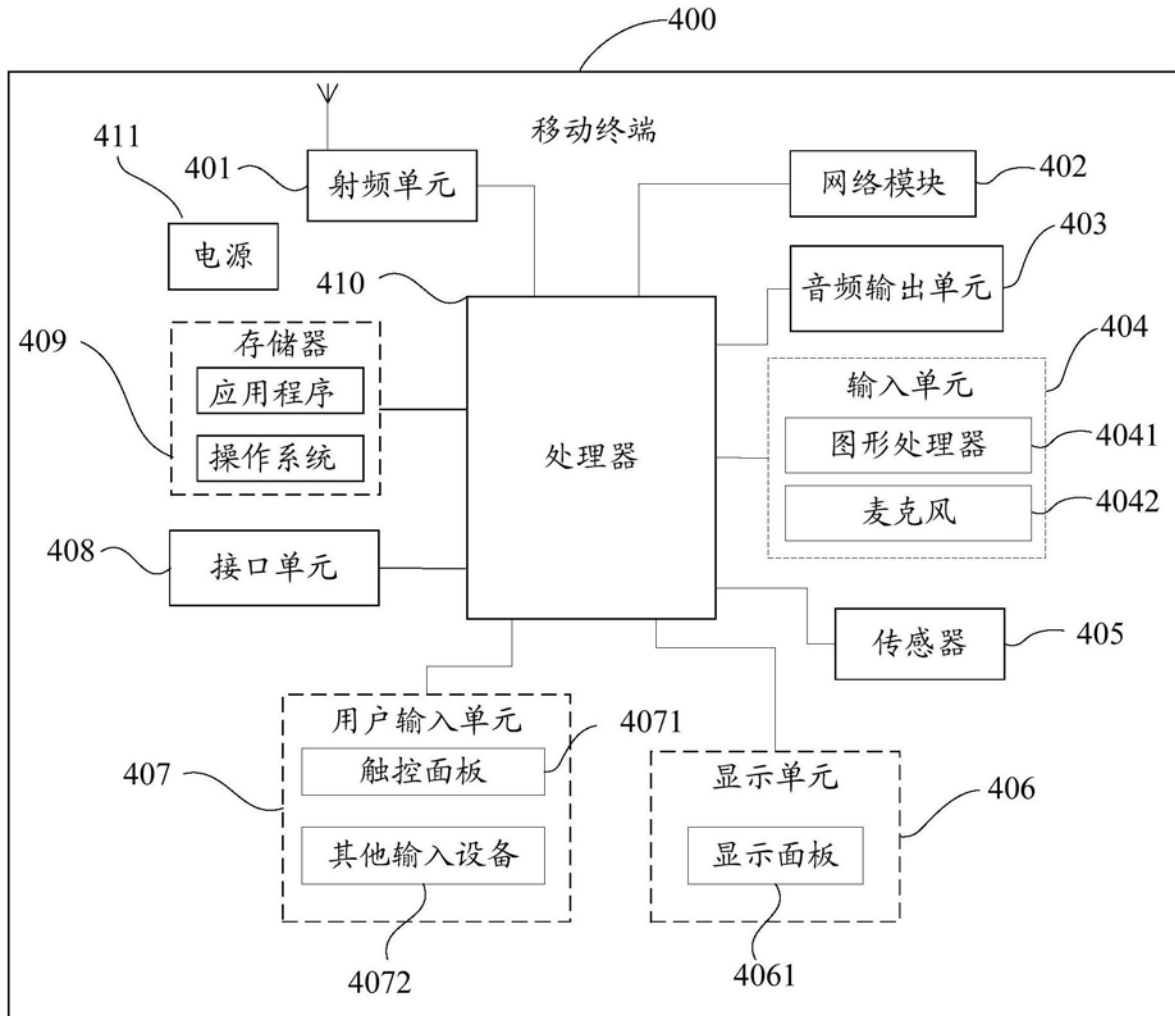 400
移动终端
411
401
射频单元
网络模块
402
电源
410
音频输出单元
403
409
存储器
应用程序
操作系统
处理器
输入单元
404
图形处理器
4041
麦克风
4042
408
接口单元
传感器
405
407
用户输入单元
触控面板
4071
其他输入设备
4072
显示单元
406
显示面板
4061